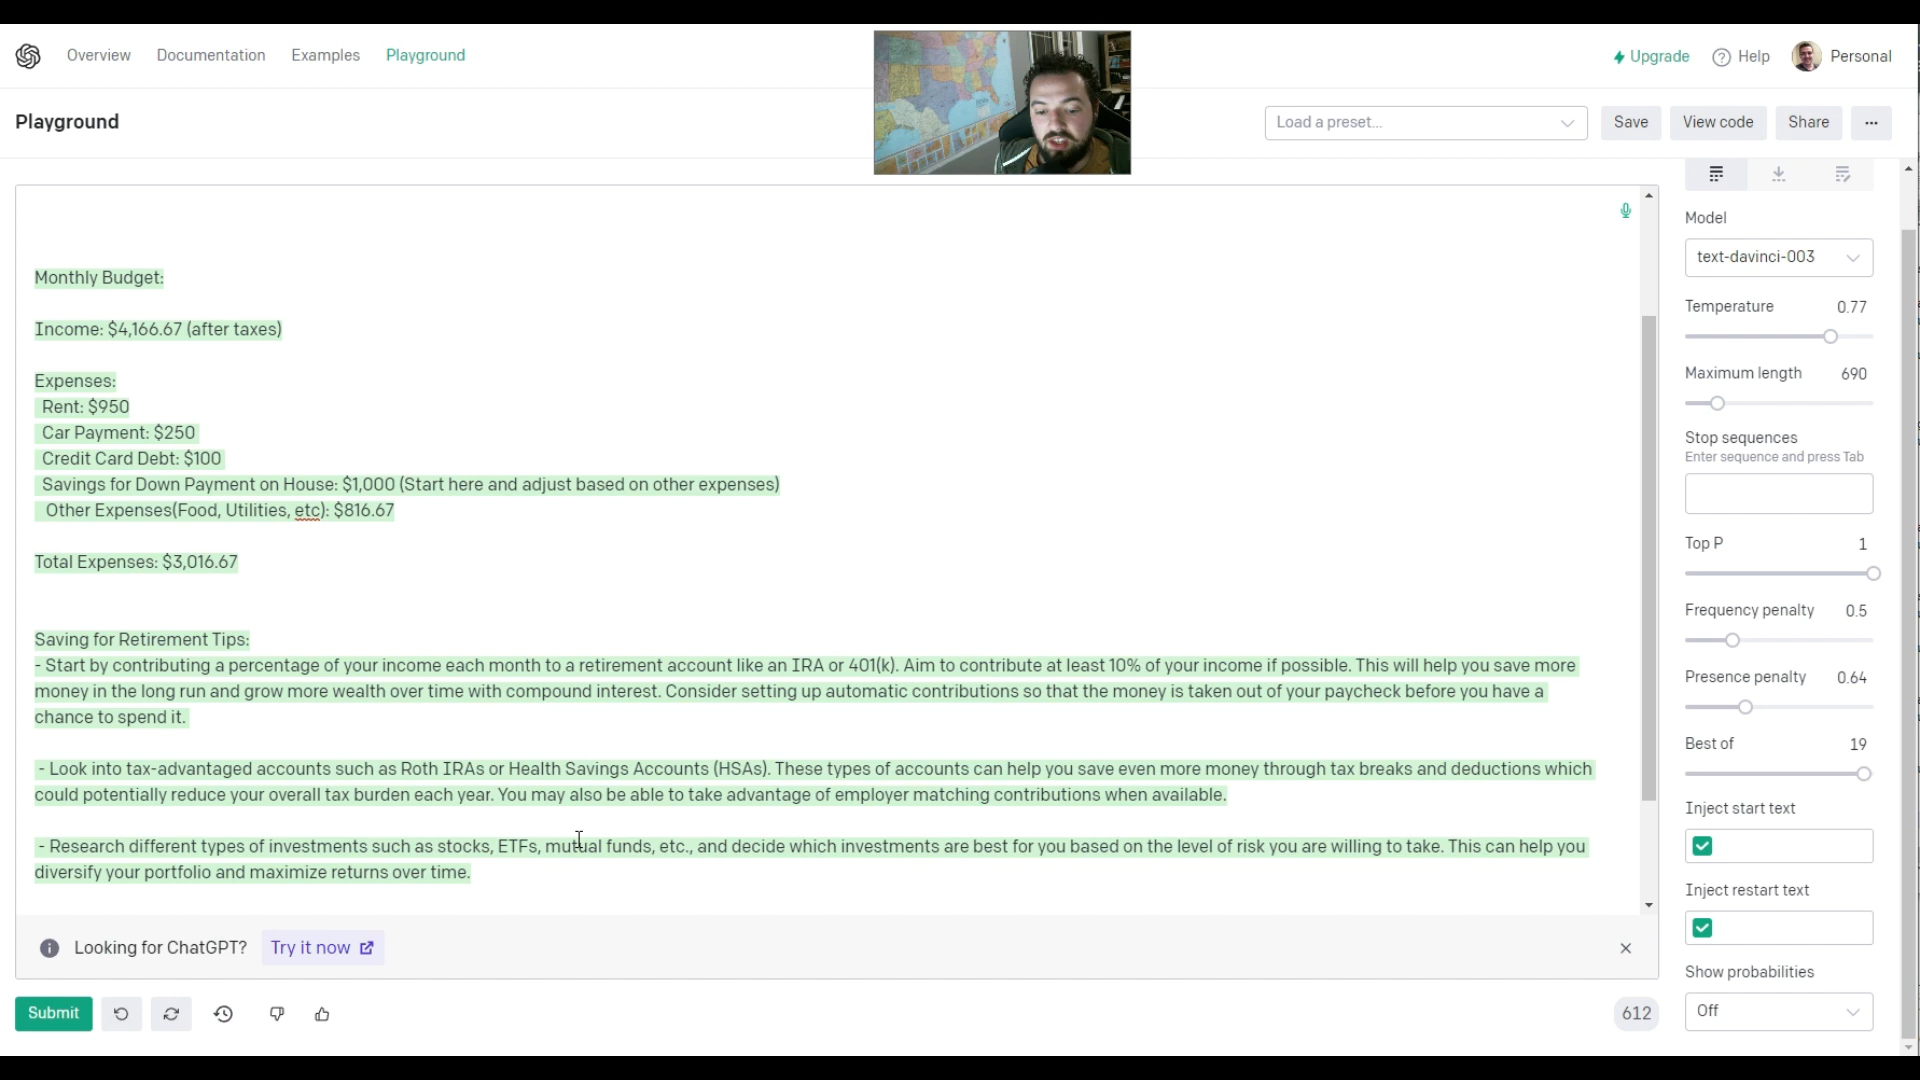 Overview Documentation Examples Playground
Upgrade Help Personal
Playground
Load a preset...
Save View code Share ...
Monthly Budget:
Income: $4,166.67 (after taxes)
Expenses:
Rent: $950
Car Payment: $250
Credit Card Debt: $100
Savings for Down Payment on House: $1,000 (Start here and adjust based on other expenses)
Other Expenses(Food, Utilities, etc): $816.67
Total Expenses: $3,016.67
Saving for Retirement Tips:
- Start by contributing a percentage of your income each month to a retirement account like an IRA or 401(k). Aim to contribute at least 10% of your income if possible. This will help you save more
money in the long run and grow more wealth over time with compound interest. Consider setting up automatic contributions so that the money is taken out of your paycheck before you have a
chance to spend it.
- Look into tax-advantaged accounts such as Roth IRAs or Health Savings Accounts (HSAs). These types of accounts can help you save even more money through tax breaks and deductions which
could potentially reduce your overall tax burden each year. You may also be able to take advantage of employer matching contributions when available.
- Research different types of investments such as stocks, ETFs, mutual funds, etc., and decide which investments are best for you based on the level of risk you are willing to take. This can help you
diversify your portfolio and maximize returns over time.
Looking for ChatGPT? Try it now
Submit
612
Model
text-davinci-003
Temperature 0.77
Maximum length 690
Stop sequences
Enter sequence and press Tab
Top P 1
Frequency penalty 0.5
Presence penalty 0.64
Best of 19
Inject start text
Inject restart text
Show probabilities
Off